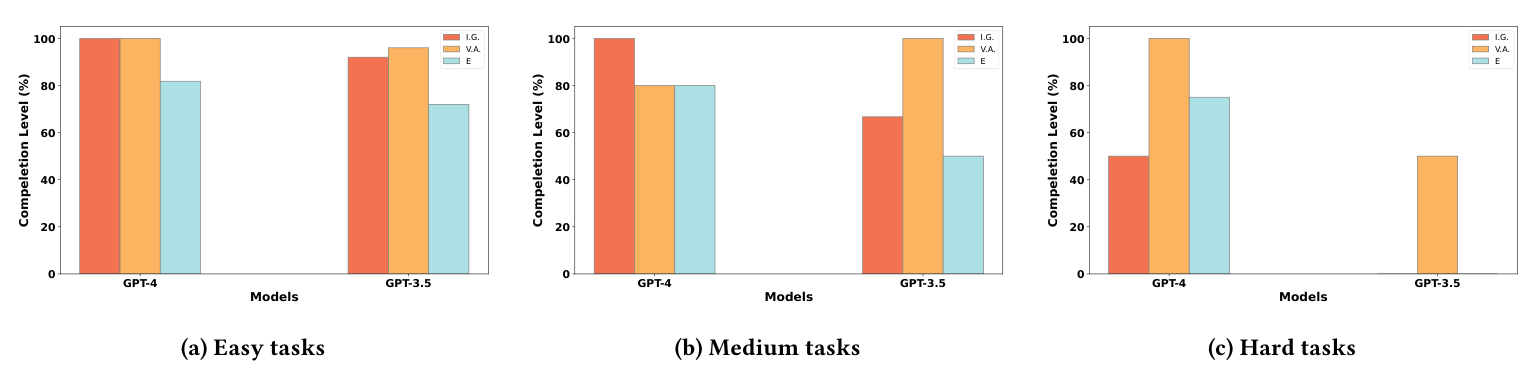 Compeletion Level (%)
100
80
60
40
20
0
I.G.
V.A.
E
GPT-4
GPT-3.5
Models
(a) Easy tasks
Compeletion Level (%)
100
80
60
40
20
0
I.G.
V.A.
E
GPT-4
GPT-3.5
Models
(b) Medium tasks
Compeletion Level (%)
100
80
60
40
20
0
I.G.
V.A.
E
GPT-4
GPT-3.5
Models
(c) Hard tasks